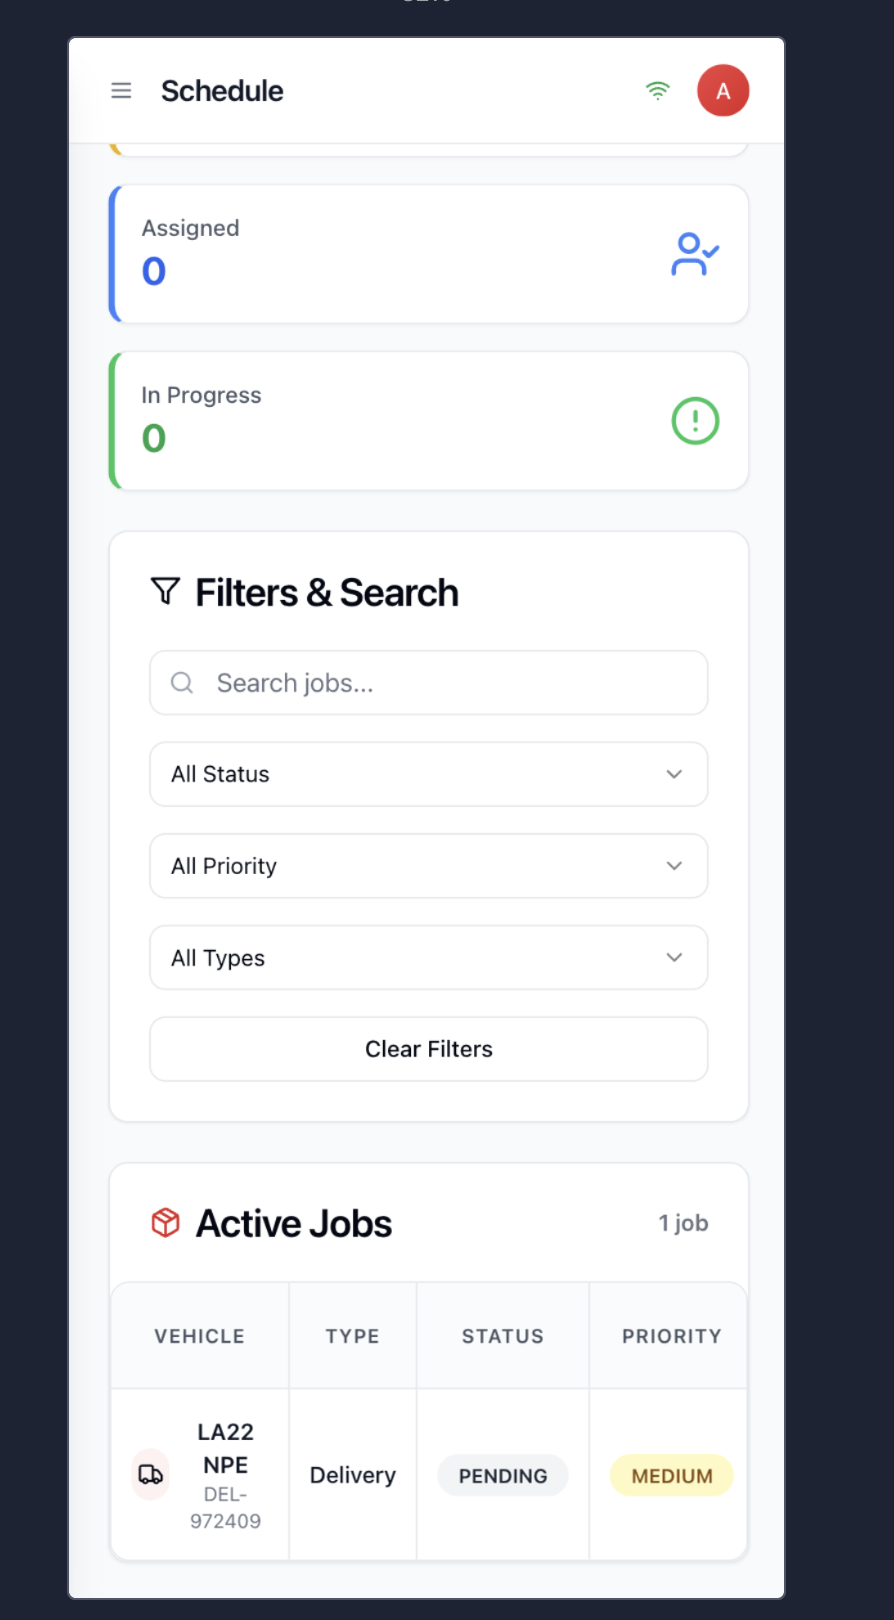 Schedule
A
Assigned
0
In Progress
0
Filters & Search
Search jobs...
All Status
All Priority
All Types
Clear Filters
Active Jobs
1 job
VEHICLE
TYPE
STATUS
PRIORITY
LA22
NPE
DEL-
972409
Delivery
PENDING
MEDIUM